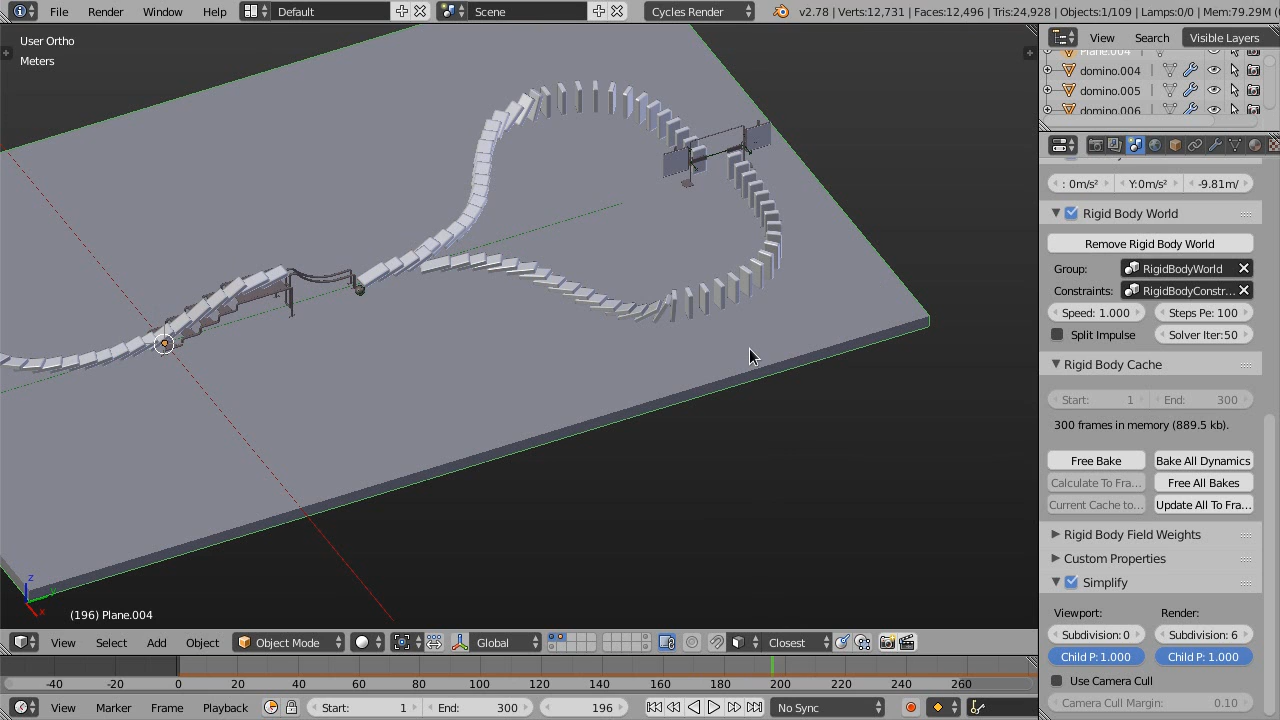 File Render Window Help Default Scene Cycles Render v2.78 | Verts:12,731 | Faces:12,496 | Tris:24,928 | Objects:1/109 | Lamps:0/0 | Mem:79.29M
User Ortho
Meters
View Search Visible Layers
Plane.004
domino.004
domino.005
domino.006
: 0m/s² Y:0m/s² -9.81m/
Rigid Body World
Remove Rigid Body World
Group: RigidBodyWorld
Constraints: RigidBodyConstr...
Speed: 1.000 Steps Pe: 100
Split Impulse Solver Iter:50
Rigid Body Cache
Start: 1 End: 300
300 frames in memory (889.5 kb).
Free Bake Bake All Dynamics
Calculate To Fra... Free All Bakes
Current Cache to... Update All To Fra...
Rigid Body Field Weights
Custom Properties
Simplify
Viewport: Render:
Subdivision: 0 Subdivision: 6
Child P: 1.000 Child P: 1.000
Use Camera Cull
Camera Cull Margin: 0.10
z
y
x
(196) Plane.004
View Select Add Object Object Mode Global Closest
-40 -20 0 20 40 60 80 100 120 140 160 180 200 220 240 260
View Marker Frame Playback Start: 1 End: 300 196 No Sync